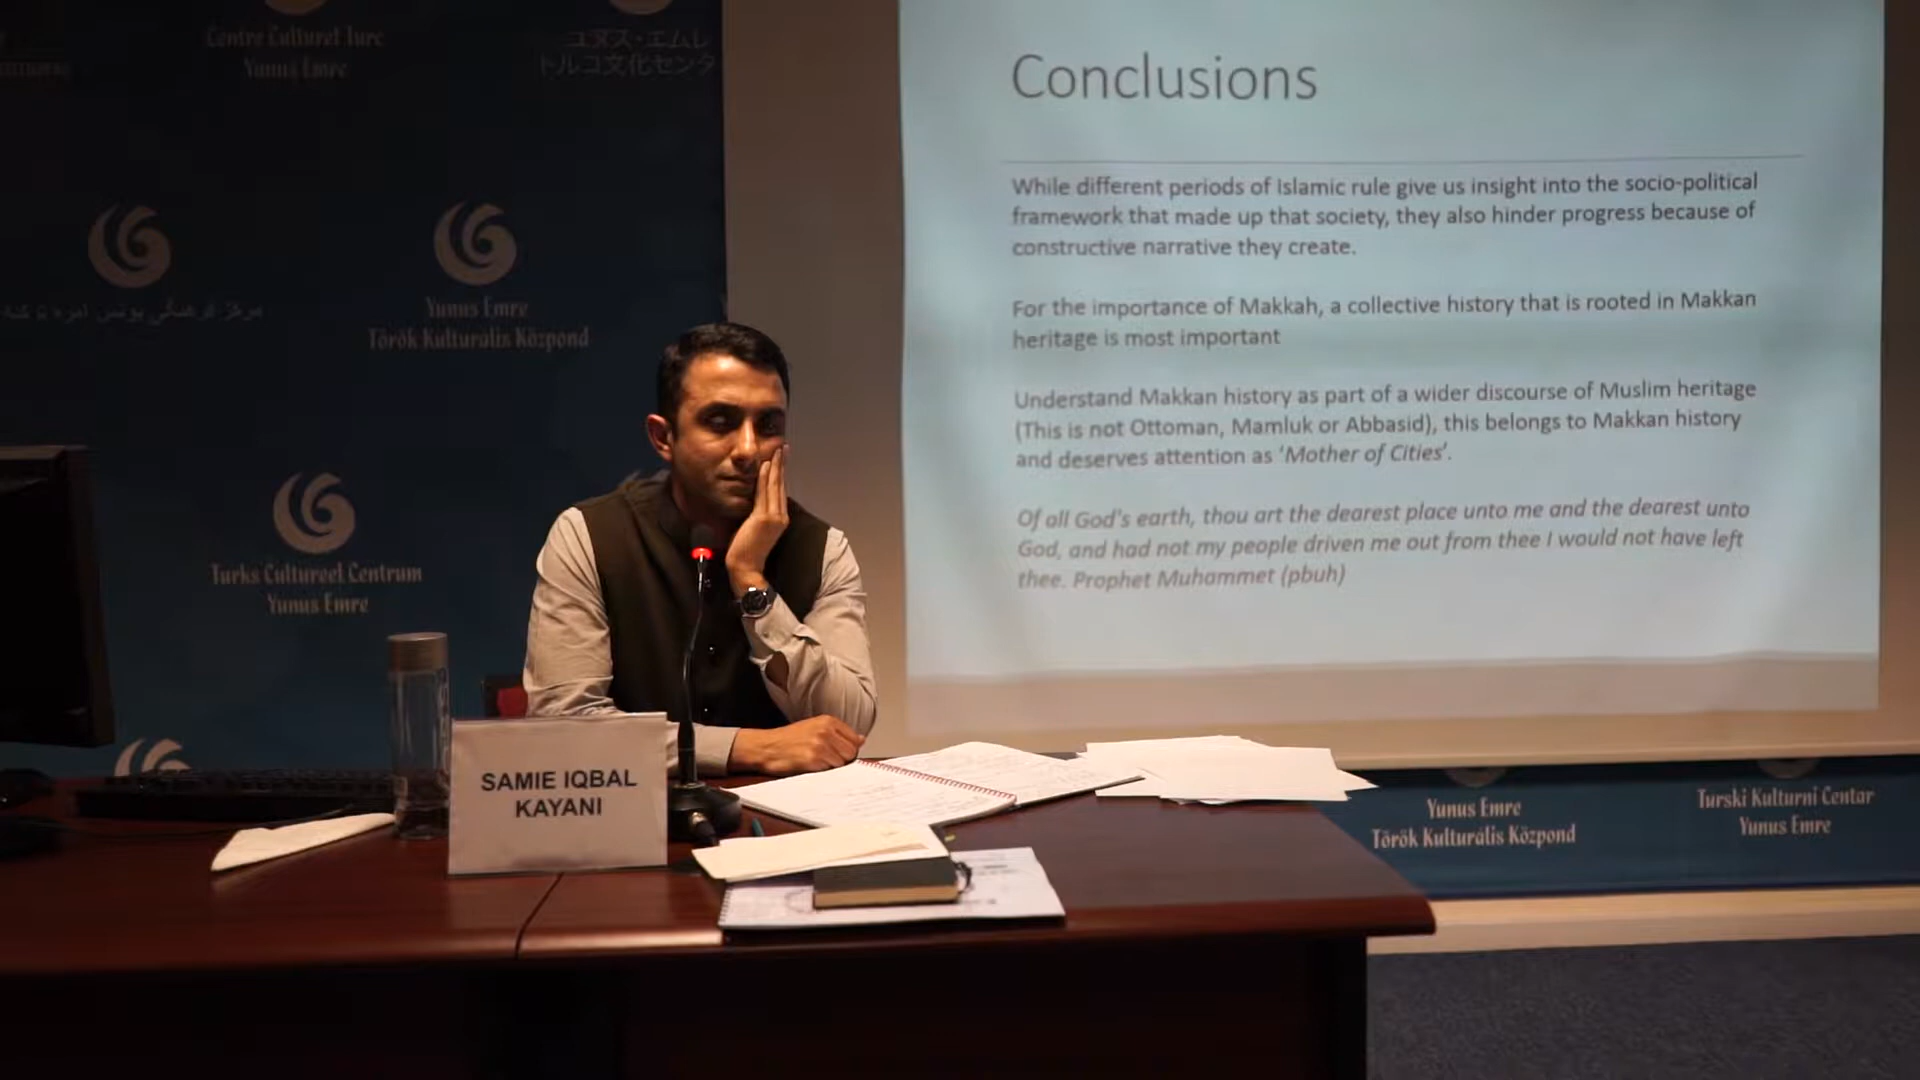 Centre Culturel Turc
Yunus Emre
ユヌス・エムレ
トルコ文化センタ
Yunus Emre
Török Kulturális Központ
Turks Cultureel Centrum
Yunus Emre
SAMIE IQBAL
KAYANI
Conclusions
While different periods of Islamic rule give us insight into the socio-political
framework that made up that society, they also hinder progress because of
constructive narrative they create.
For the importance of Makkah, a collective history that is rooted in Makkan
heritage is most important
Understand Makkan history as part of a wider discourse of Muslim heritage
(This is not Ottoman, Mamluk or Abbasid), this belongs to Makkan history
and deserves attention as 'Mother of Cities'.
Of all God's earth, thou art the dearest place unto me and the dearest unto
God, and had not my people driven me out from thee I would not have left
thee. Prophet Muhammet (pbuh)
Yunus Emre
Török Kulturális Központ
Turski Kulturni Centar
Yunus Emre